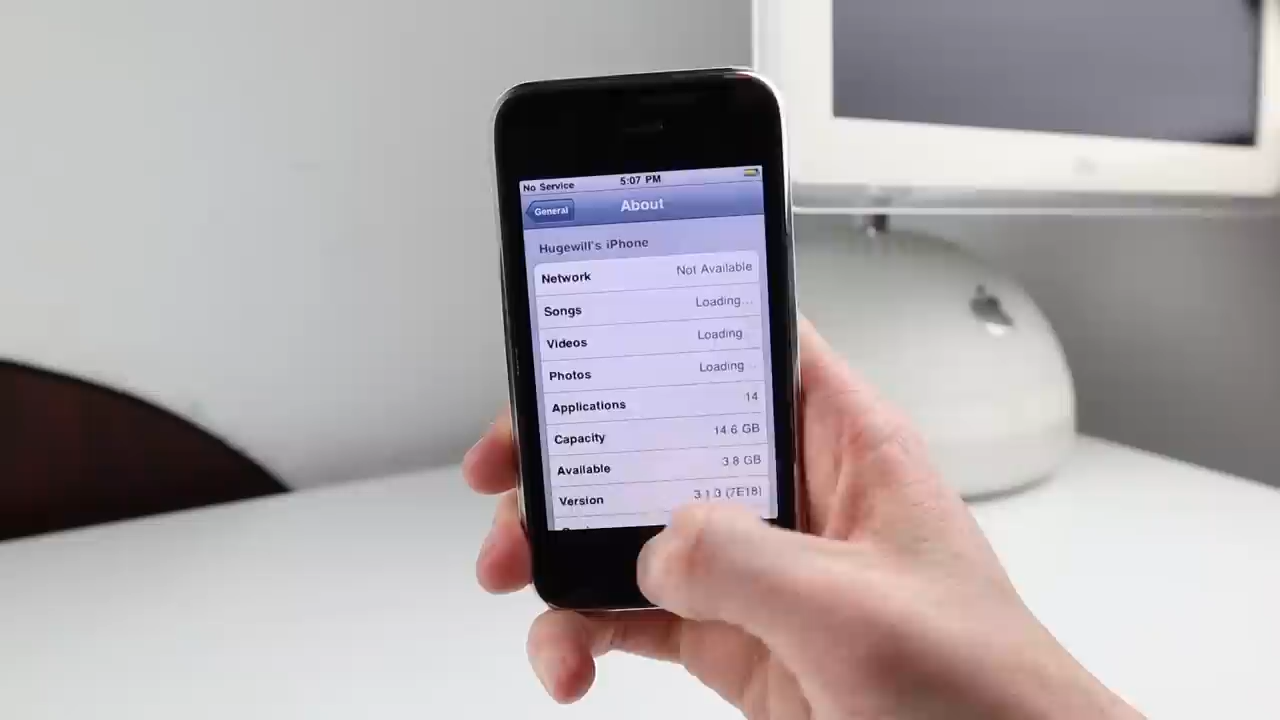 No Service 5:07 PM
General About
Hugewill's iPhone
Network Not Available
Songs Loading...
Videos Loading
Photos Loading
Applications 14
Capacity 14.6 GB
Available 3.8 GB
Version 3.1.3 (7E18)